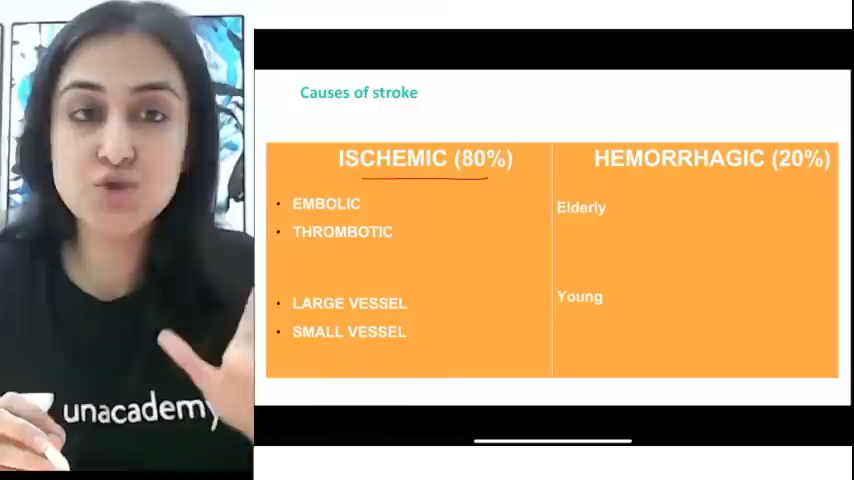 Causes of stroke
ISCHEMIC (80%)
HEMORRHAGIC (20%)
• EMBOLIC
• THROMBOTIC
• LARGE VESSEL
• SMALL VESSEL
Elderly
Young
unacademy